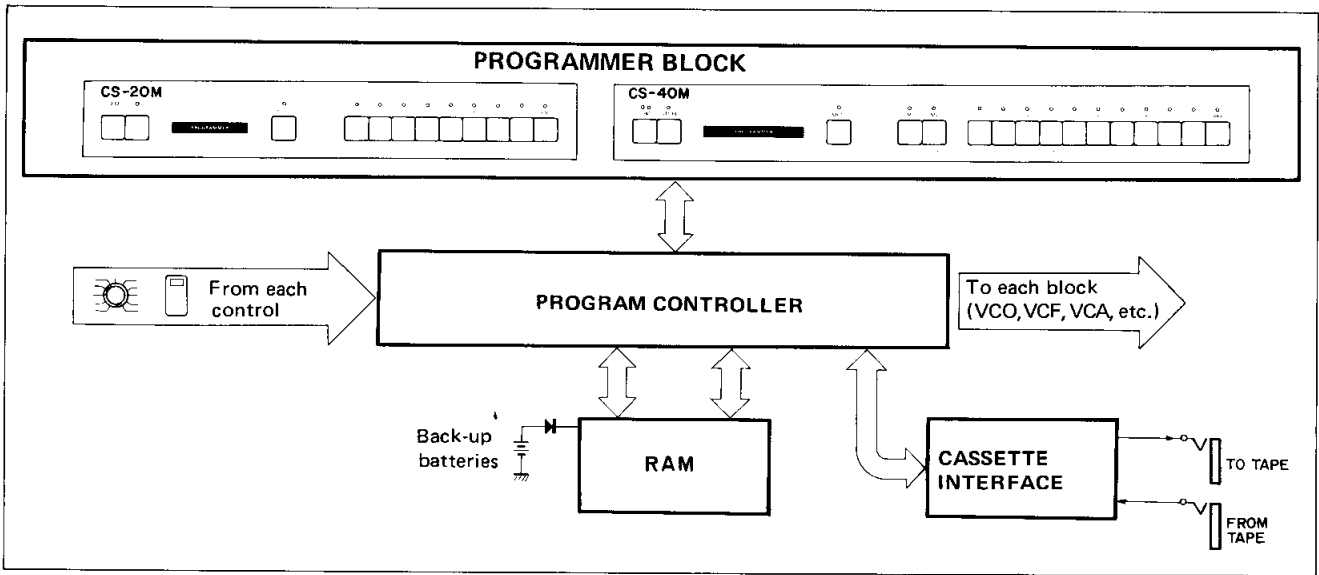 PROGRAMMER BLOCK
CS-20M
CS-40M
PROGRAMMER
From each
control
PROGRAM CONTROLLER
To each block
(VCO, VCF, VCA, etc.)
Back-up
batteries
RAM
CASSETTE
INTERFACE
TO TAPE
FROM
TAPE